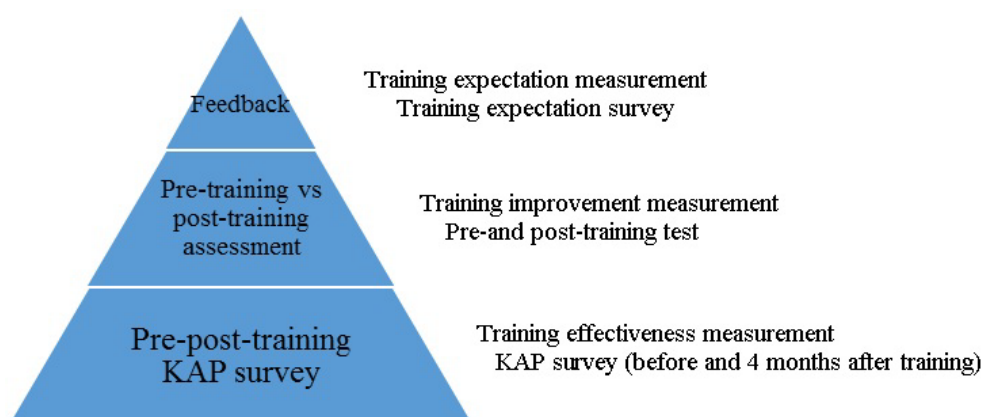 Feedback
Training expectation measurement
Training expectation survey
Pre-training vs
post-training
assessment
Training improvement measurement
Pre-and post-training test
Pre-post-training
KAP survey
Training effectiveness measurement
KAP survey (before and 4 months after training)